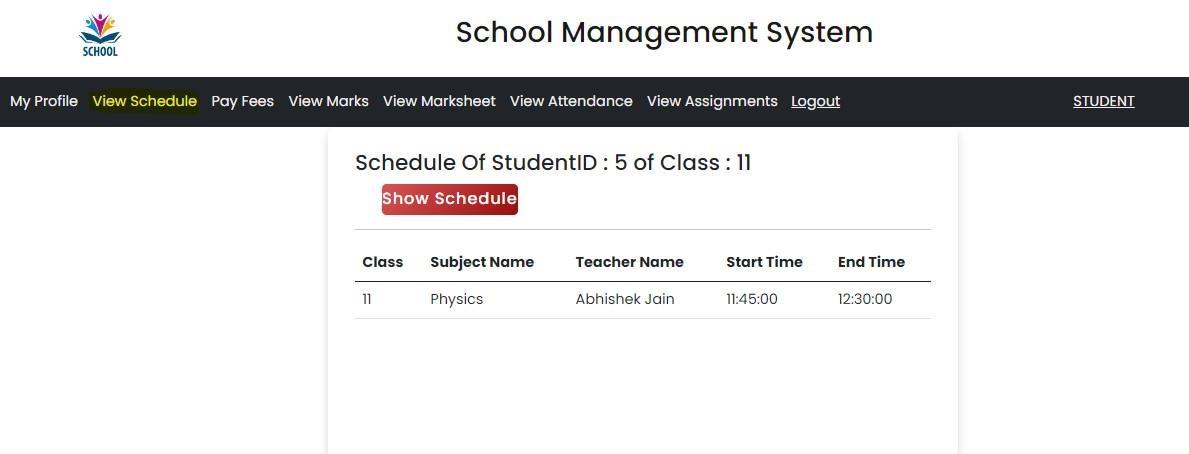 SCHOOL
School Management System
My Profile View Schedule Pay Fees View Marks View Marksheet View Attendance View Assignments Logout STUDENT
Schedule Of StudentID : 5 of Class : 11
Show Schedule
Class Subject Name Teacher Name Start Time End Time
11 Physics Abhishek Jain 11:45:00 12:30:00